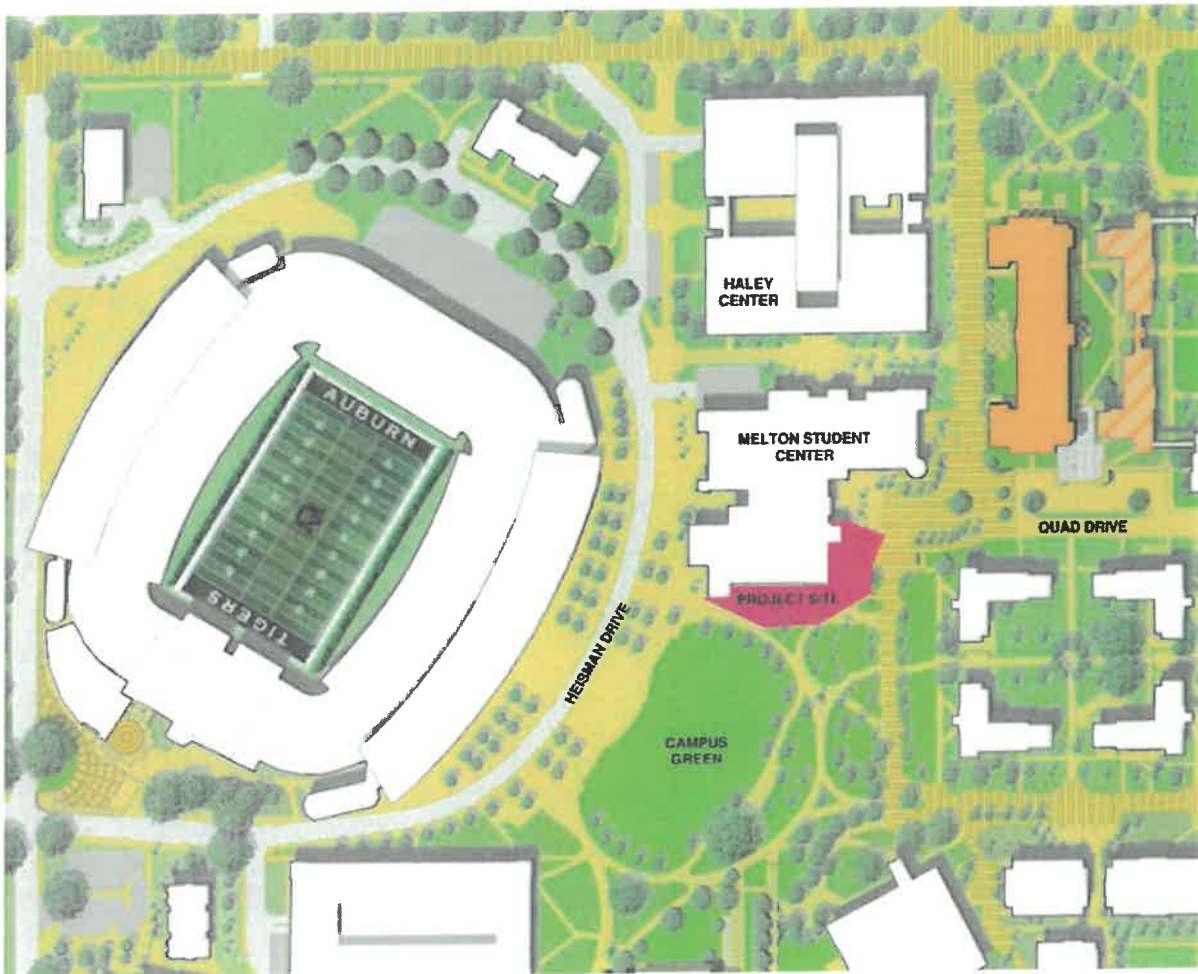 HALEY
CENTER
AUBURN
MELTON STUDENT
CENTER
QUAD DRIVE
PROJECT SITE
TIGERS
HEISMAN DRIVE
CAMPUS
GREEN